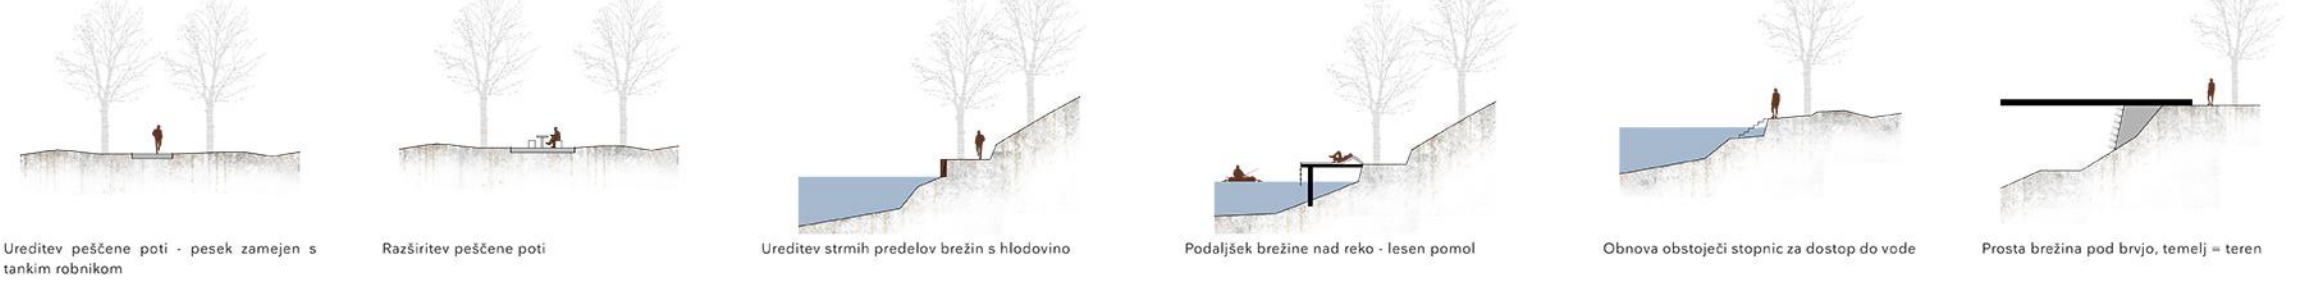 Ureditev peščene poti - pesek zamejen s
tankim robnikom
Razširitev peščene poti
Ureditev strmih predelov brežin s hlodovino
Podaljšek brežine nad reko - lesen pomol
Obnova obstoječi stopnic za dostop do vode
Prosta brežina pod brvjo, temelj = teren